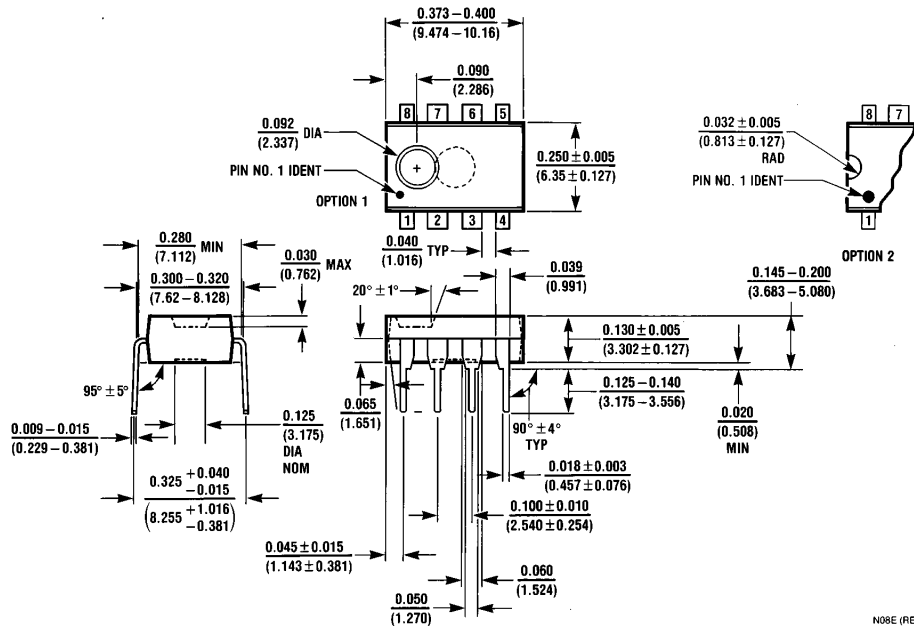 0.373 – 0.400
(9.474 – 10.16)
0.090
(2.286)
8 7 6 5
0.092 DIA
(2.337)
+
PIN NO. 1 IDENT
OPTION 1
1 2 3 4
0.250 ± 0.005
(6.35 ± 0.127)
8 7
0.032 ± 0.005
(0.813 ± 0.127)
RAD
PIN NO. 1 IDENT
1
OPTION 2
0.280 MIN
(7.112)
0.300 – 0.320
(7.62 – 8.128)
0.030 MAX
(0.762)
0.040 TYP
(1.016)
0.039
(0.991)
20° ± 1°
0.145 – 0.200
(3.683 – 5.080)
0.130 ± 0.005
(3.302 ± 0.127)
95° ± 5°
0.065
(1.651)
0.125 – 0.140
(3.175 – 3.556)
0.020
(0.508)
MIN
90° ± 4°
TYP
0.009 – 0.015
(0.229 – 0.381)
0.125
(3.175)
DIA
NOM
0.018 ± 0.003
(0.457 ± 0.076)
0.325 +0.040
–0.015
(8.255 +1.016
–0.381)
0.100 ± 0.010
(2.540 ± 0.254)
0.045 ± 0.015
(1.143 ± 0.381)
0.060
(1.524)
0.050
(1.270)
N08E (RE